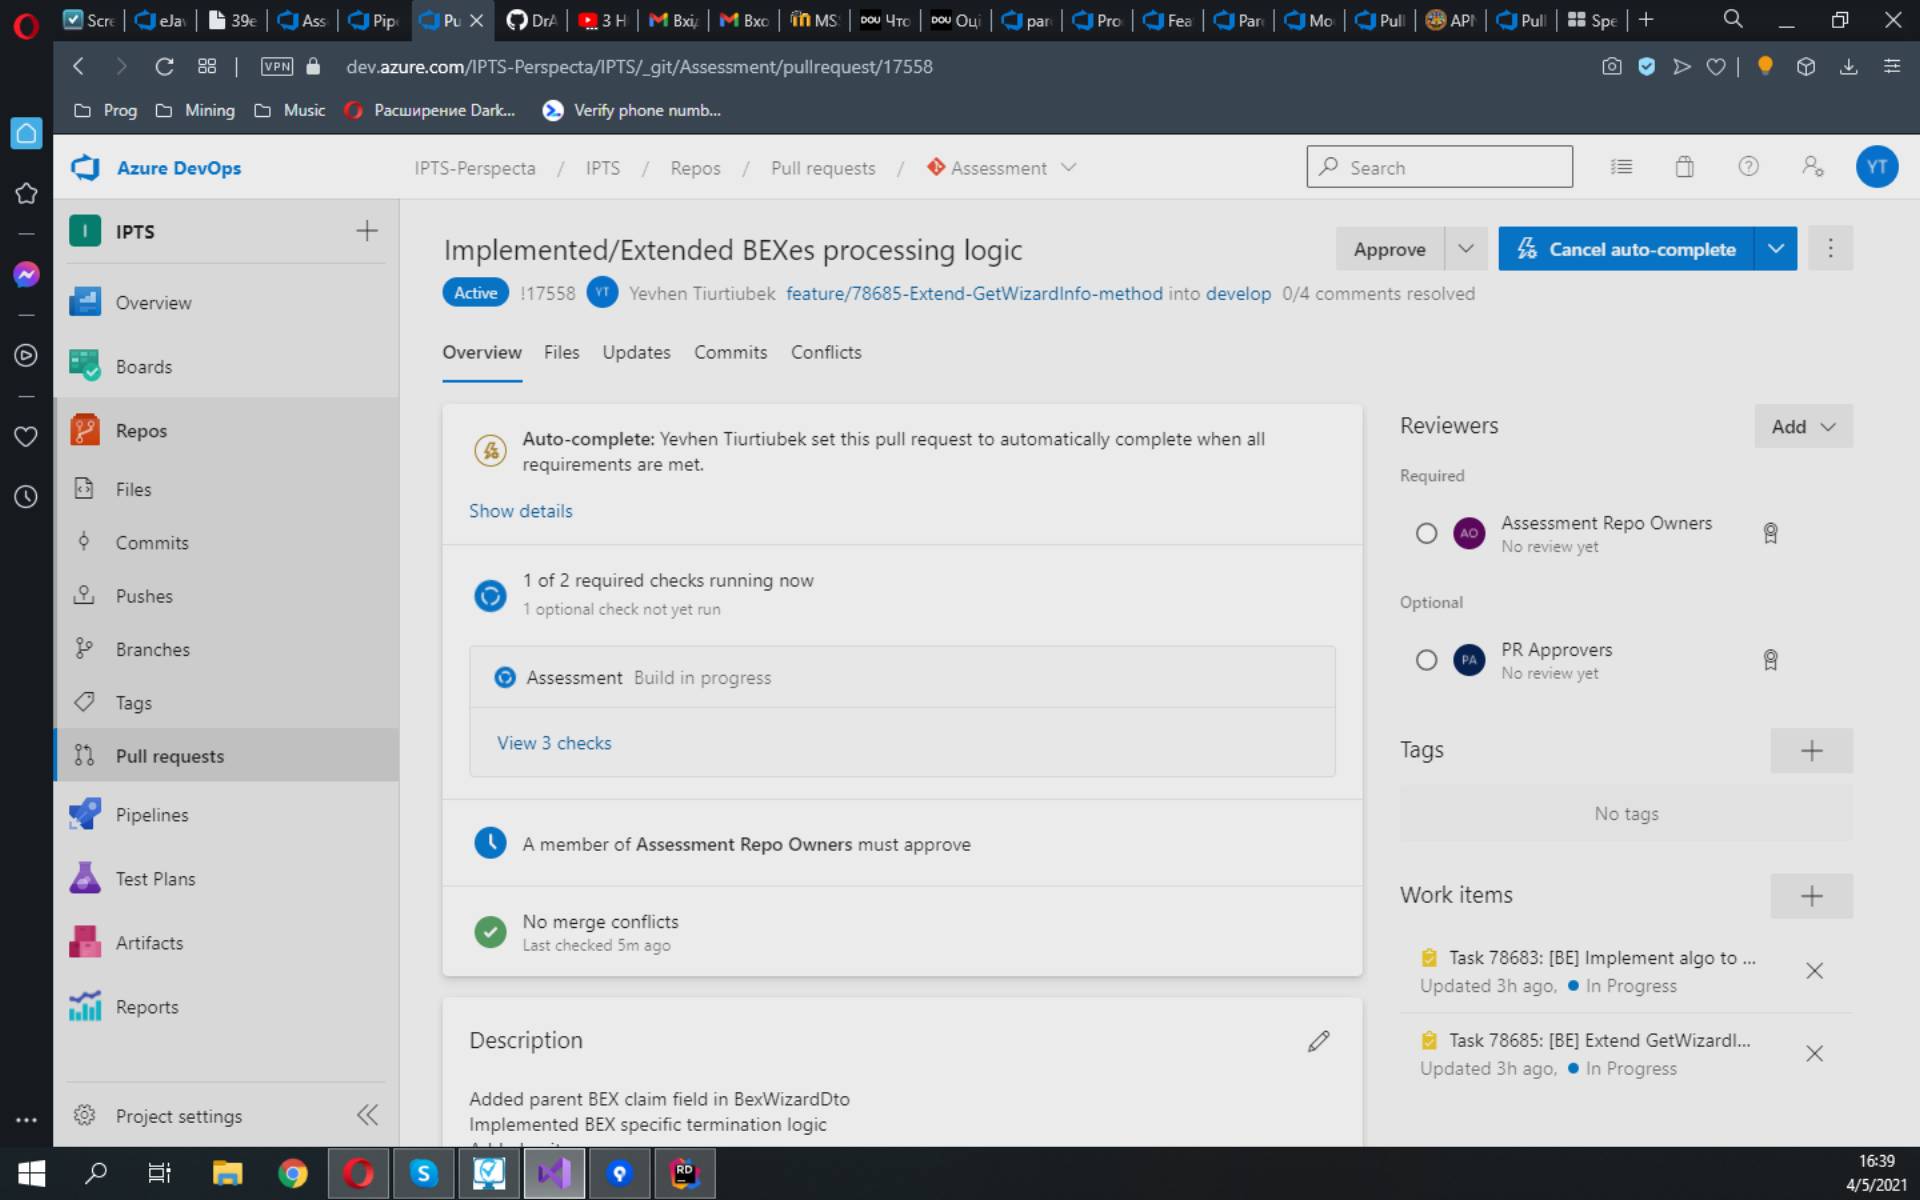 Scre
eJav
39e
Ass
Pip
Pu
DrA
3 H
Вхі
Вхо
MS
DOU Что
DOU Оці
par
Pro
Fea
Par
Mo
Pull
API
Pull
Spe
VPN
dev.azure.com/IPTS-Perspecta/IPTS/_git/Assessment/pullrequest/17558
Prog
Mining
Music
Расширение Dark...
Verify phone numb...
Azure DevOps
IPTS-Perspecta / IPTS / Repos / Pull requests / Assessment
Search
YT
I IPTS
Overview
Boards
Repos
Files
Commits
Pushes
Branches
Tags
Pull requests
Pipelines
Test Plans
Artifacts
Reports
Project settings
Implemented/Extended BEXes processing logic
Approve
Cancel auto-complete
Active !17558 YT Yevhen Tiurtiubek feature/78685-Extend-GetWizardInfo-method into develop 0/4 comments resolved
Overview Files Updates Commits Conflicts
Auto-complete: Yevhen Tiurtiubek set this pull request to automatically complete when all
requirements are met.
Show details
1 of 2 required checks running now
1 optional check not yet run
Assessment Build in progress
View 3 checks
A member of Assessment Repo Owners must approve
No merge conflicts
Last checked 5m ago
Description
Added parent BEX claim field in BexWizardDto
Implemented BEX specific termination logic
Reviewers
Add
Required
AO Assessment Repo Owners
No review yet
Optional
PA PR Approvers
No review yet
Tags
No tags
Work items
Task 78683: [BE] Implement algo to ...
Updated 3h ago, In Progress
Task 78685: [BE] Extend GetWizardI...
Updated 3h ago, In Progress
RD
16:39
4/5/2021